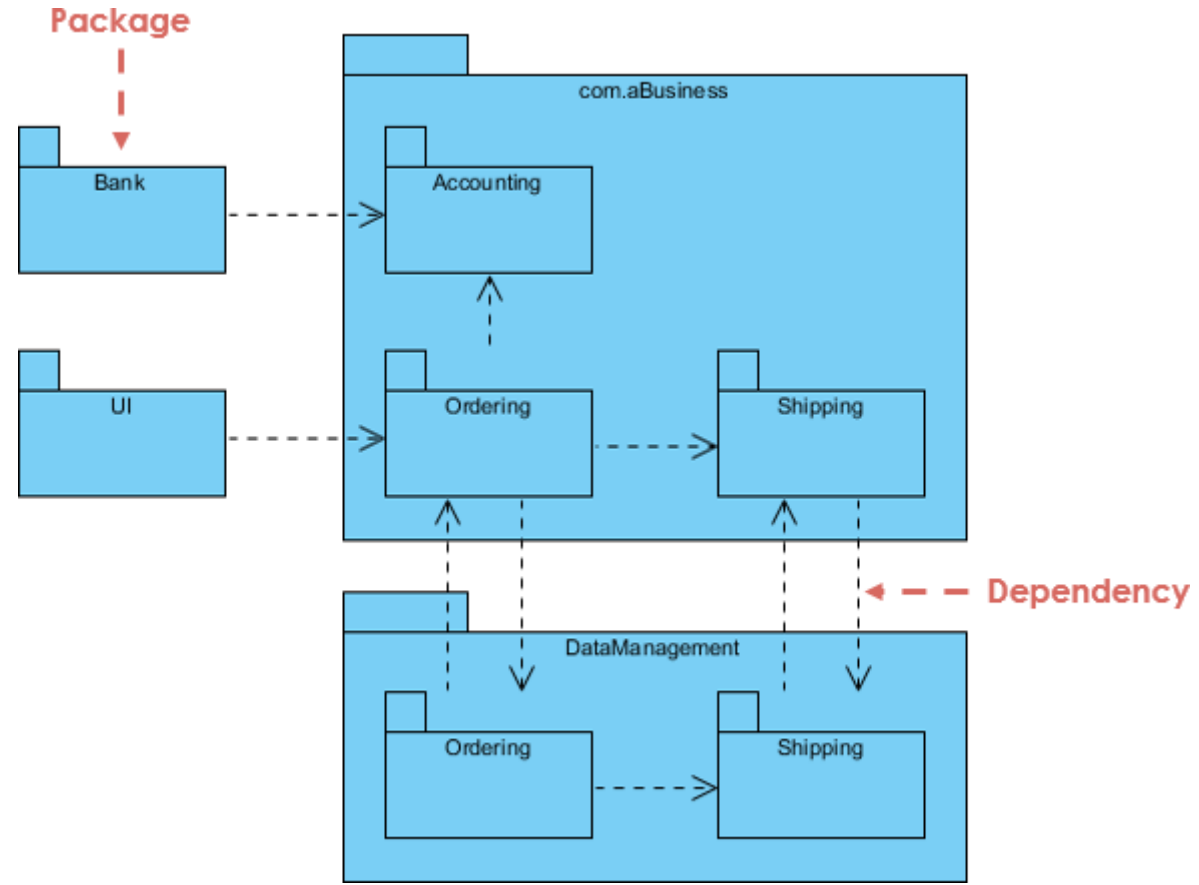 Package
com.aBusiness
Bank
Accounting
UI
Ordering
Shipping
Dependency
DataManagement
Ordering
Shipping